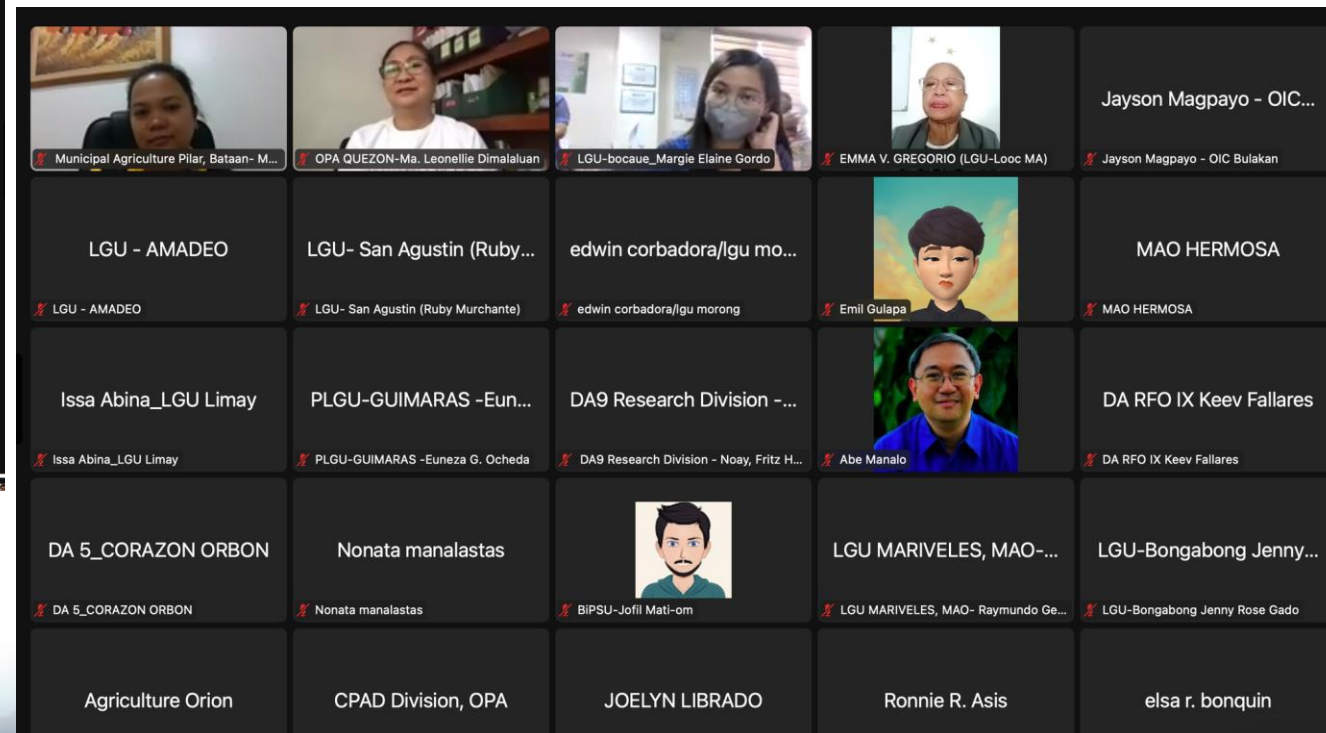 Municipal Agriculture Pilar, Bataan- M...
OPA QUEZON-Ma. Leonellie Dimalaluan
LGU-bocaue_Margie Elaine Gordo
EMMA V. GREGORIO (LGU-Looc MA)
Jayson Magpayo - OIC...
Jayson Magpayo - OIC Bulakan
LGU - AMADEO
LGU - AMADEO
LGU- San Agustin (Ruby...
LGU- San Agustin (Ruby Murchante)
edwin corbadora/lgu mo...
edwin corbadora/lgu morong
Emil Gulapa
MAO HERMOSA
MAO HERMOSA
Issa Abina_LGU Limay
Issa Abina_LGU Limay
PLGU-GUIMARAS -Eun...
PLGU-GUIMARAS -Euneza G. Ocheda
DA9 Research Division -...
DA9 Research Division - Noay, Fritz H...
Abe Manalo
DA RFO IX Keev Fallares
DA RFO IX Keev Fallares
DA 5_CORAZON ORBON
DA 5_CORAZON ORBON
Nonata manalastas
Nonata manalastas
BiPSU-Jofil Mati-om
LGU MARIVELES, MAO-...
LGU MARIVELES, MAO- Raymundo Ge...
LGU-Bongabong Jenny...
LGU-Bongabong Jenny Rose Gado
Agriculture Orion
CPAD Division, OPA
JOELYN LIBRADO
Ronnie R. Asis
elsa r. bonquin